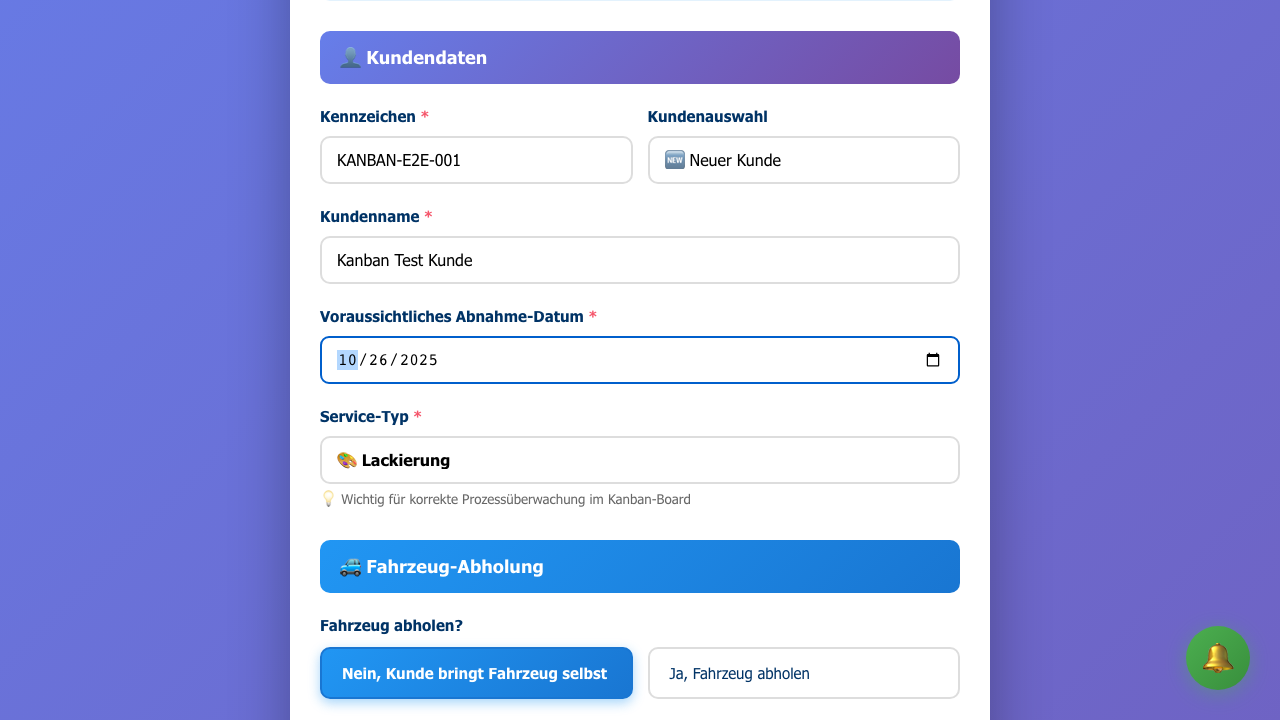 👤 Kundendaten
Kennzeichen * Kundenauswahl
KANBAN-E2E-001 🆕 Neuer Kunde
Kundenname *
Kanban Test Kunde
Voraussichtliches Abnahme-Datum *
10/26/2025
Service-Typ *
🎨 Lackierung
💡 Wichtig für korrekte Prozessüberwachung im Kanban-Board
🚙 Fahrzeug-Abholung
Fahrzeug abholen?
Nein, Kunde bringt Fahrzeug selbst Ja, Fahrzeug abholen